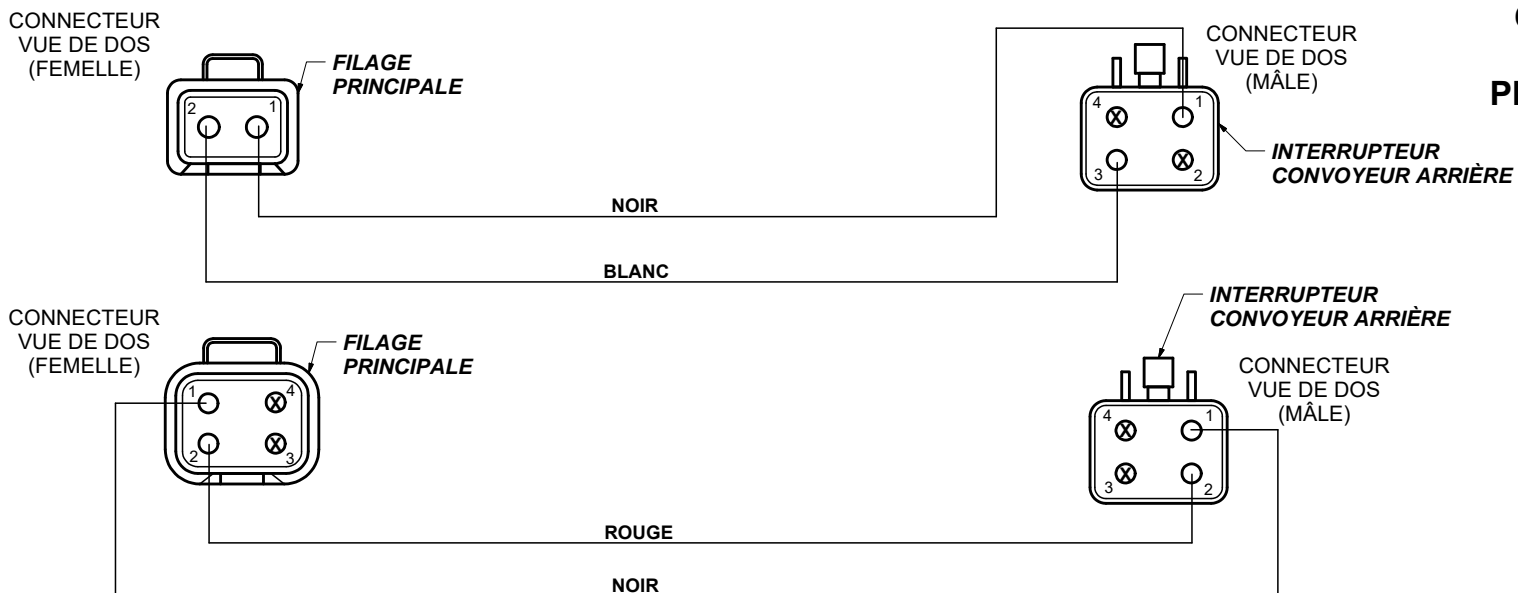 CONNECTEUR
VUE DE DOS
(FEMELLE)
FILAGE
PRINCIPALE
2
1
CONNECTEUR
VUE DE DOS
(MÂLE)
4
1
3
2
INTERRUPTEUR
CONVOYEUR ARRIÈRE
PI
NOIR
BLANC
CONNECTEUR
VUE DE DOS
(FEMELLE)
FILAGE
PRINCIPALE
1
4
2
3
INTERRUPTEUR
CONVOYEUR ARRIÈRE
CONNECTEUR
VUE DE DOS
(MÂLE)
4
1
3
2
ROUGE
NOIR